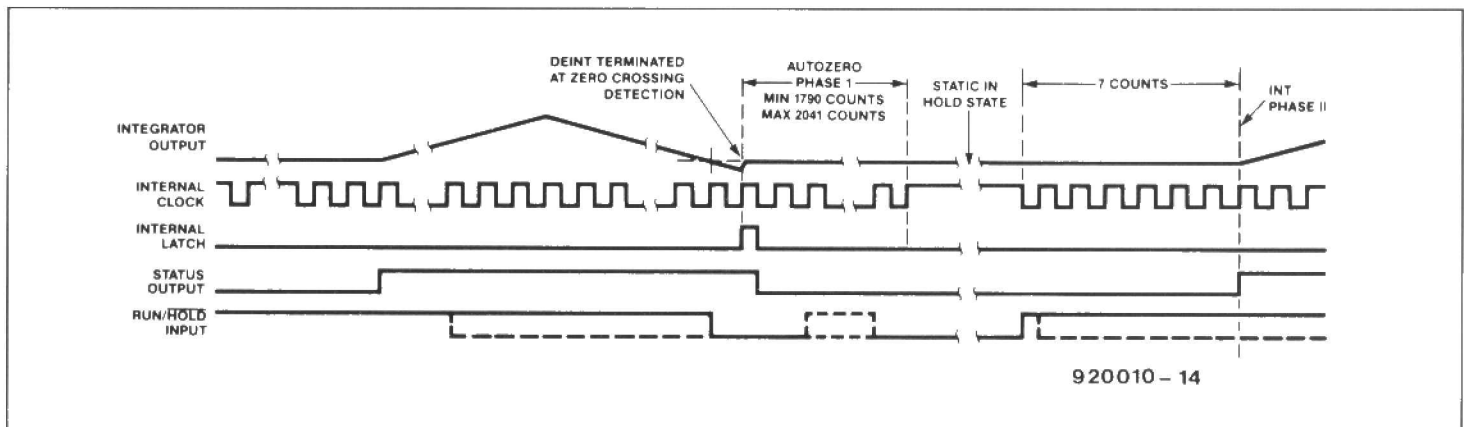 DEINT TERMINATED
AT ZERO CROSSING
DETECTION
AUTOZERO
PHASE 1
MIN 1790 COUNTS
MAX 2041 COUNTS
STATIC IN
HOLD STATE
7 COUNTS
INT
PHASE II
INTEGRATOR
OUTPUT
INTERNAL
CLOCK
INTERNAL
LATCH
STATUS
OUTPUT
RUN/HOLD
INPUT
920010-14